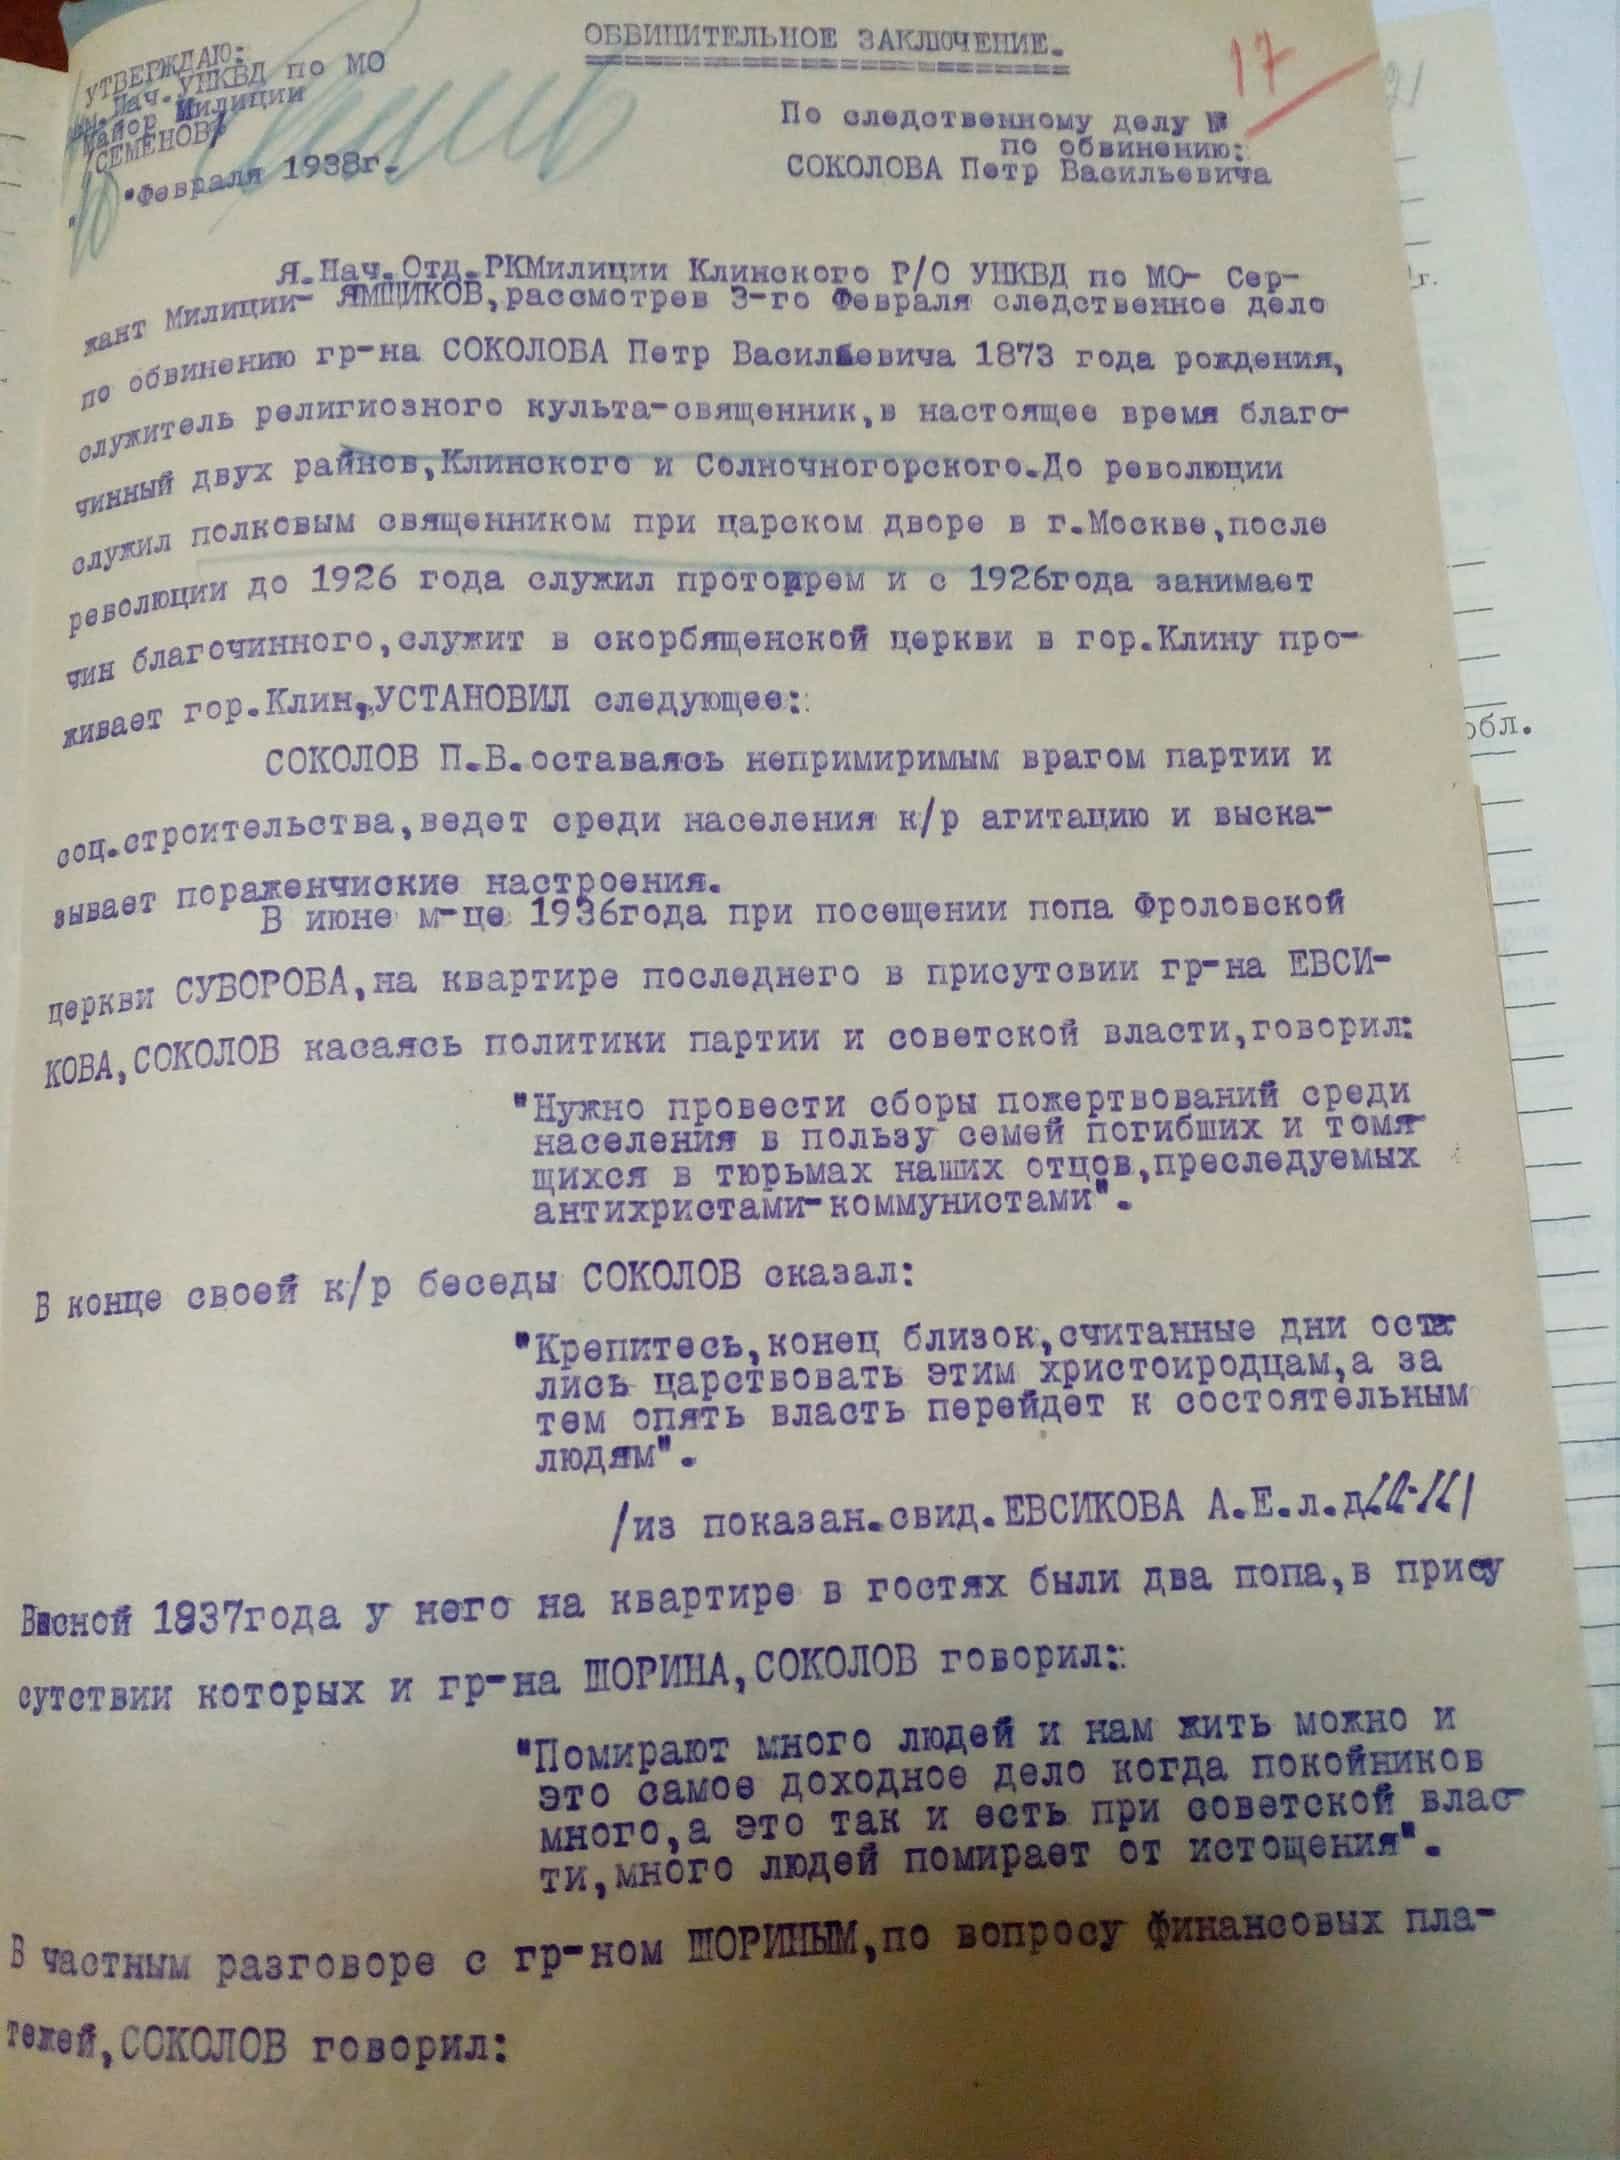 ОБВИНИТЕЛЬНОЕ ЗАКЛЮЧЕНИЕ.
17
УТВЕРЖДАЮ:
Нач. УНКВД по МО
Майор Милиции
/СЕМЕНОВ/
"10" Февраля 1938г.
По следственному делу №
по обвинению:
СОКОЛОВА Петр Васильевича
Я.Нач.Отд.РКМилиции Клинского Р/О УНКВД по МО- Сер-
жант Милиции- ЯМЩИКОВ,рассмотрев 3-го Февраля следственное дело
по обвинению гр-на СОКОЛОВА Петр Васильевича 1873 года рождения,
служитель религиозного культа-священник,в настоящее время благо-
чинный двух райнов,Клинского и Солночногорского.До революции
служил полковым священником при царском дворе в г.Москве,после
революции до 1926 года служил протоирем и с 1926года занимает
чин благочинного,служит в скорбященской церкви в гор.Клину про-
живает гор.Клин,УСТАНОВИЛ следующее:
СОКОЛОВ П.В.оставаясь непримиримым врагом партии и
соц.строительства,ведет среди населения к/р агитацию и выска-
зывает пораженчиские настроения.
В июне м-це 1936года при посещении попа Фроловской
церкви СУВОРОВА,на квартире последнего в присутсвии гр-на ЕВСИ-
КОВА,СОКОЛОВ касаясь политики партии и советской власти,говорил:
"Нужно провести сборы пожертвований среди
населения в пользу семей погибших и томя-
щихся в тюрьмах наших отцов,преследуемых
антихристами-коммунистами".
В конце своей к/р беседы СОКОЛОВ сказал:
"Крепитесь,конец близок,считанные дни оста
лись царствовать этим христоиродцам,а за
тем опять власть перейдет к состоятельным
людям".
/из показан.свид.ЕВСИКОВА А.Е.л.д
Весной 1837года у него на квартире в гостях были два попа,в прису
сутствии которых и гр-на ШОРИНА,СОКОЛОВ говорил:
"Помирают много людей и нам жить можно и
это самое доходное дело когда покойников
много,а это так и есть при советской влас-
ти,много людей помирает от истощения".
В частным разговоре с гр-ном ШОРИНЫМ,по вопросу финансовых пла-
тежей,СОКОЛОВ говорил:
обл.